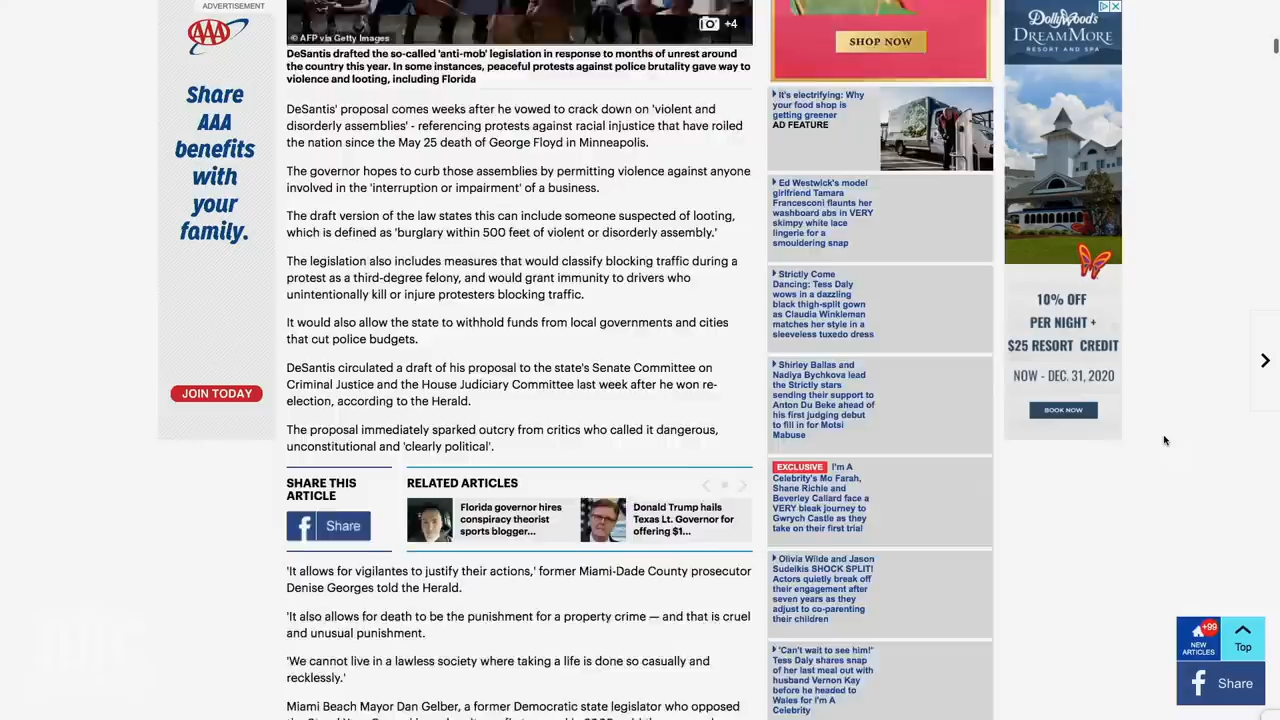 ADVERTISEMENT
AAA
Share
AAA
benefits
with
your
family.
JOIN TODAY
+4
© AFP via Getty Images
DeSantis drafted the so-called 'anti-mob' legislation in response to months of unrest around
the country this year. In some instances, peaceful protests against police brutality gave way to
violence and looting, including Florida
DeSantis' proposal comes weeks after he vowed to crack down on 'violent and
disorderly assemblies' - referencing protests against racial injustice that have roiled
the nation since the May 25 death of George Floyd in Minneapolis.
The governor hopes to curb those assemblies by permitting violence against anyone
involved in the 'interruption or impairment' of a business.
The draft version of the law states this can include someone suspected of looting,
which is defined as 'burglary within 500 feet of violent or disorderly assembly.'
The legislation also includes measures that would classify blocking traffic during a
protest as a third-degree felony, and would grant immunity to drivers who
unintentionally kill or injure protesters blocking traffic.
It would also allow the state to withhold funds from local governments and cities
that cut police budgets.
DeSantis circulated a draft of his proposal to the state's Senate Committee on
Criminal Justice and the House Judiciary Committee last week after he won re-
election, according to the Herald.
The proposal immediately sparked outcry from critics who called it dangerous,
unconstitutional and 'clearly political'.
SHARE THIS
ARTICLE
Share
RELATED ARTICLES
Florida governor hires
conspiracy theorist
sports blogger...
Donald Trump hails
Texas Lt. Governor for
offering $1...
'It allows for vigilantes to justify their actions,' former Miami-Dade County prosecutor
Denise Georges told the Herald.
'It also allows for death to be the punishment for a property crime — and that is cruel
and unusual punishment.
'We cannot live in a lawless society where taking a life is done so casually and
recklessly.'
Miami Beach Mayor Dan Gelber, a former Democratic state legislator who opposed
SHOP NOW
It's electrifying: Why
your food shop is
getting greener
AD FEATURE
Ed Westwick's model
girlfriend Tamara
Francesconi flaunts her
washboard abs in VERY
skimpy white lace
lingerie for a
smouldering snap
Strictly Come
Dancing: Tess Daly
wows in a dazzling
black thigh-split gown
as Claudia Winkleman
matches her style in a
sleeveless tuxedo dress
Shirley Ballas and
Nadiya Bychkova lead
the Strictly stars
sending their support to
Anton Du Beke ahead of
his first judging debut
to fill in for Motsi
Mabuse
EXCLUSIVE I'm A
Celebrity's Mo Farah,
Shane Richie and
Beverley Callard face a
VERY bleak journey to
Gwrych Castle as they
take on their first trial
Olivia Wilde and Jason
Sudeikis SHOCK SPLIT!
Actors quietly break off
their engagement after
seven years as they
adjust to co-parenting
their children
'Can't wait to see him!'
Tess Daly shares snap
of her last meal out with
husband Vernon Kay
before he headed to
Wales for I'm A
Celebrity
Dollywood's
DREAMMORE
RESORT AND SPA
10% OFF
PER NIGHT +
$25 RESORT CREDIT
NOW - DEC. 31, 2020
BOOK NOW
+99
NEW
ARTICLES
Top
Share